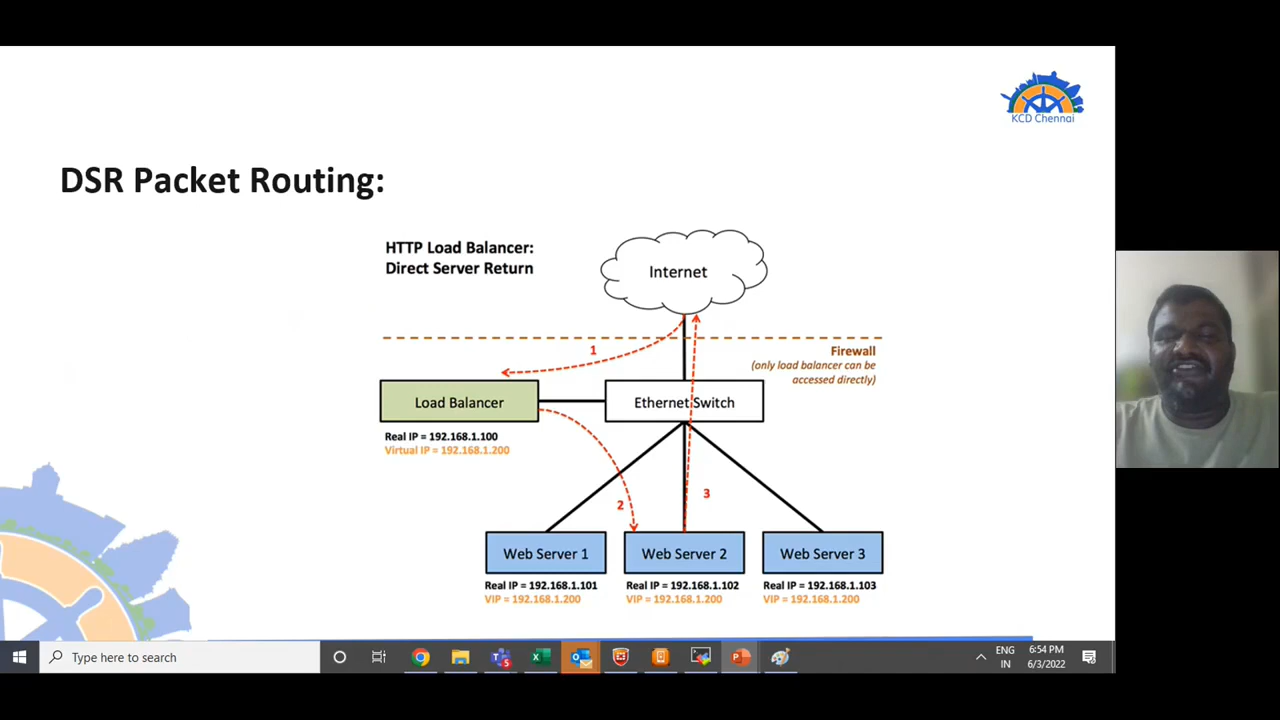 KCD Chennai
DSR Packet Routing:
HTTP Load Balancer:
Direct Server Return
Internet
1
Firewall
(only load balancer can be
accessed directly)
Load Balancer
Ethernet Switch
Real IP = 192.168.1.100
Virtual IP = 192.168.1.200
2
3
Web Server 1
Web Server 2
Web Server 3
Real IP = 192.168.1.101
VIP = 192.168.1.200
Real IP = 192.168.1.102
VIP = 192.168.1.200
Real IP = 192.168.1.103
VIP = 192.168.1.200
Type here to search
ENG
IN
6:54 PM
6/3/2022